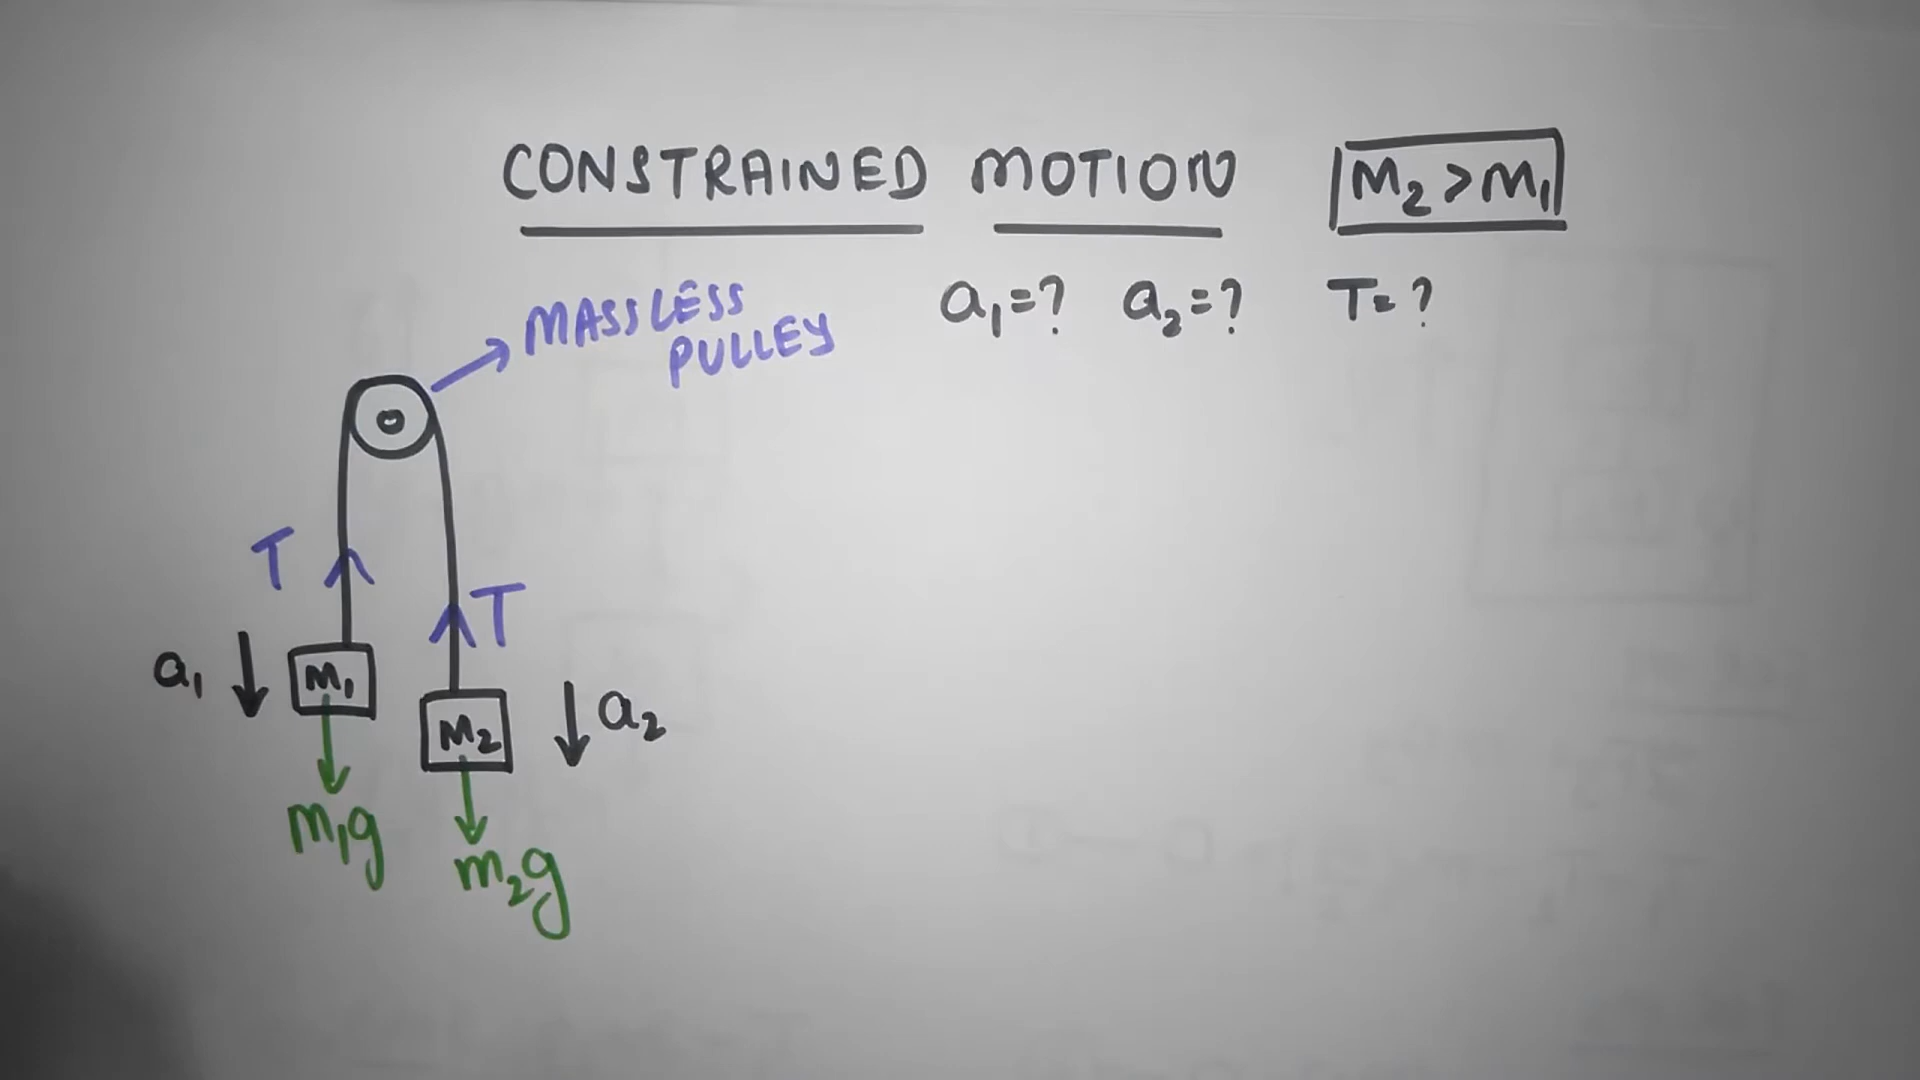 CONSTRAINED MOTION
M₂>M₁
a₁=? a₂=? T=?
MASSLESS
PULLEY
T
T
a₁
M₁
M₂
a₂
m₁g
m₂g